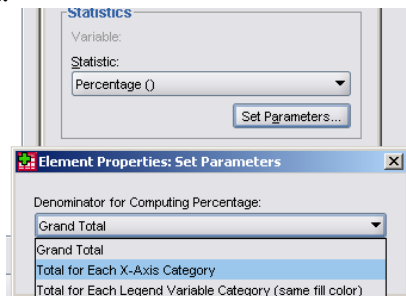 Statistics
Variable:
Statistic:
Percentage ()
Set Parameters...
Element Properties: Set Parameters
Denominator for Computing Percentage:
Grand Total
Grand Total
Total for Each X-Axis Category
Total for Each Legend Variable Category (same fill color)